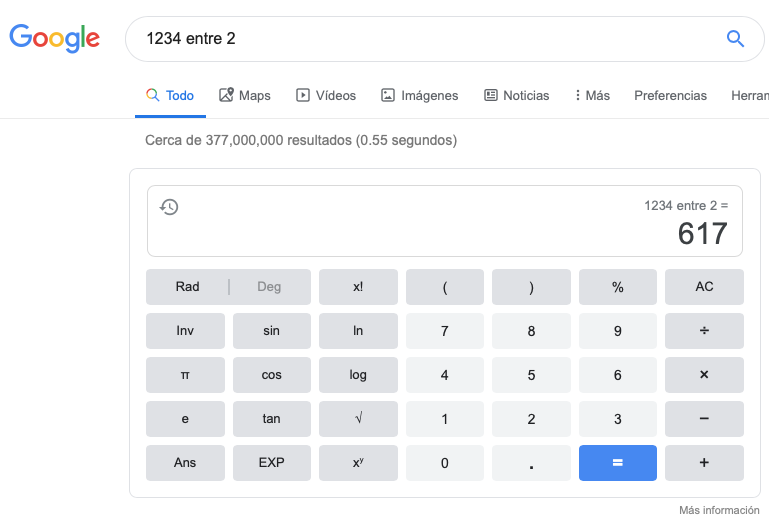 Google 1234 entre 2
Todo Maps Vídeos Imágenes Noticias Más Preferencias Herram
Cerca de 377,000,000 resultados (0.55 segundos)
1234 entre 2 =
617
Rad Deg x! ( ) % AC
Inv sin ln 7 8 9 ÷
π cos log 4 5 6 ×
e tan √ 1 2 3 −
Ans EXP xʸ 0 . = +
Más información